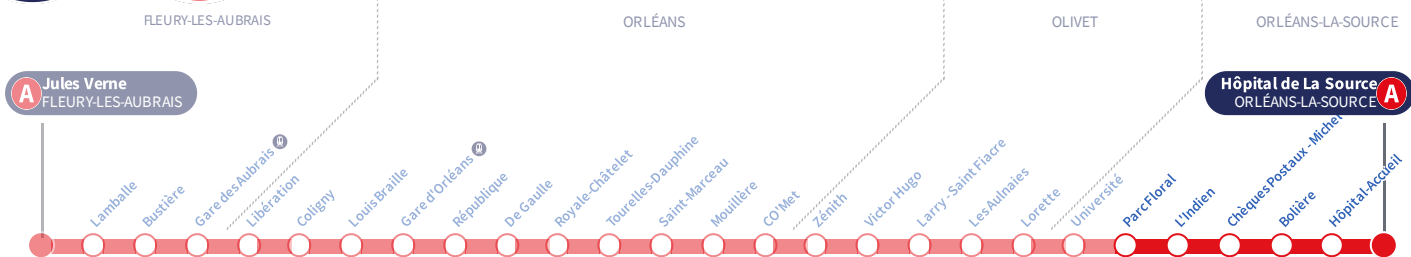 FLEURY-LES-AUBRAIS
ORLÉANS
OLIVET
ORLÉANS-LA-SOURCE
A
Jules Verne
FLEURY-LES-AUBRAIS
Hôpital de La Source
ORLÉANS-LA-SOURCE
A
Lamballe
Bustière
Gare des Aubrais
Libération
Coligny
Louis Braille
Gare d'Orléans
République
De Gaulle
Royale-Châtelet
Tourelles-Dauphine
Saint-Marceau
Mouillère
CO'Met
Zénith
Victor Hugo
Larry - Saint Fiacre
Les Aulnaies
Lorette
Université
Parc Floral
L'Indien
Chèques Postaux - Michel
Bolière
Hôpital-Accueil